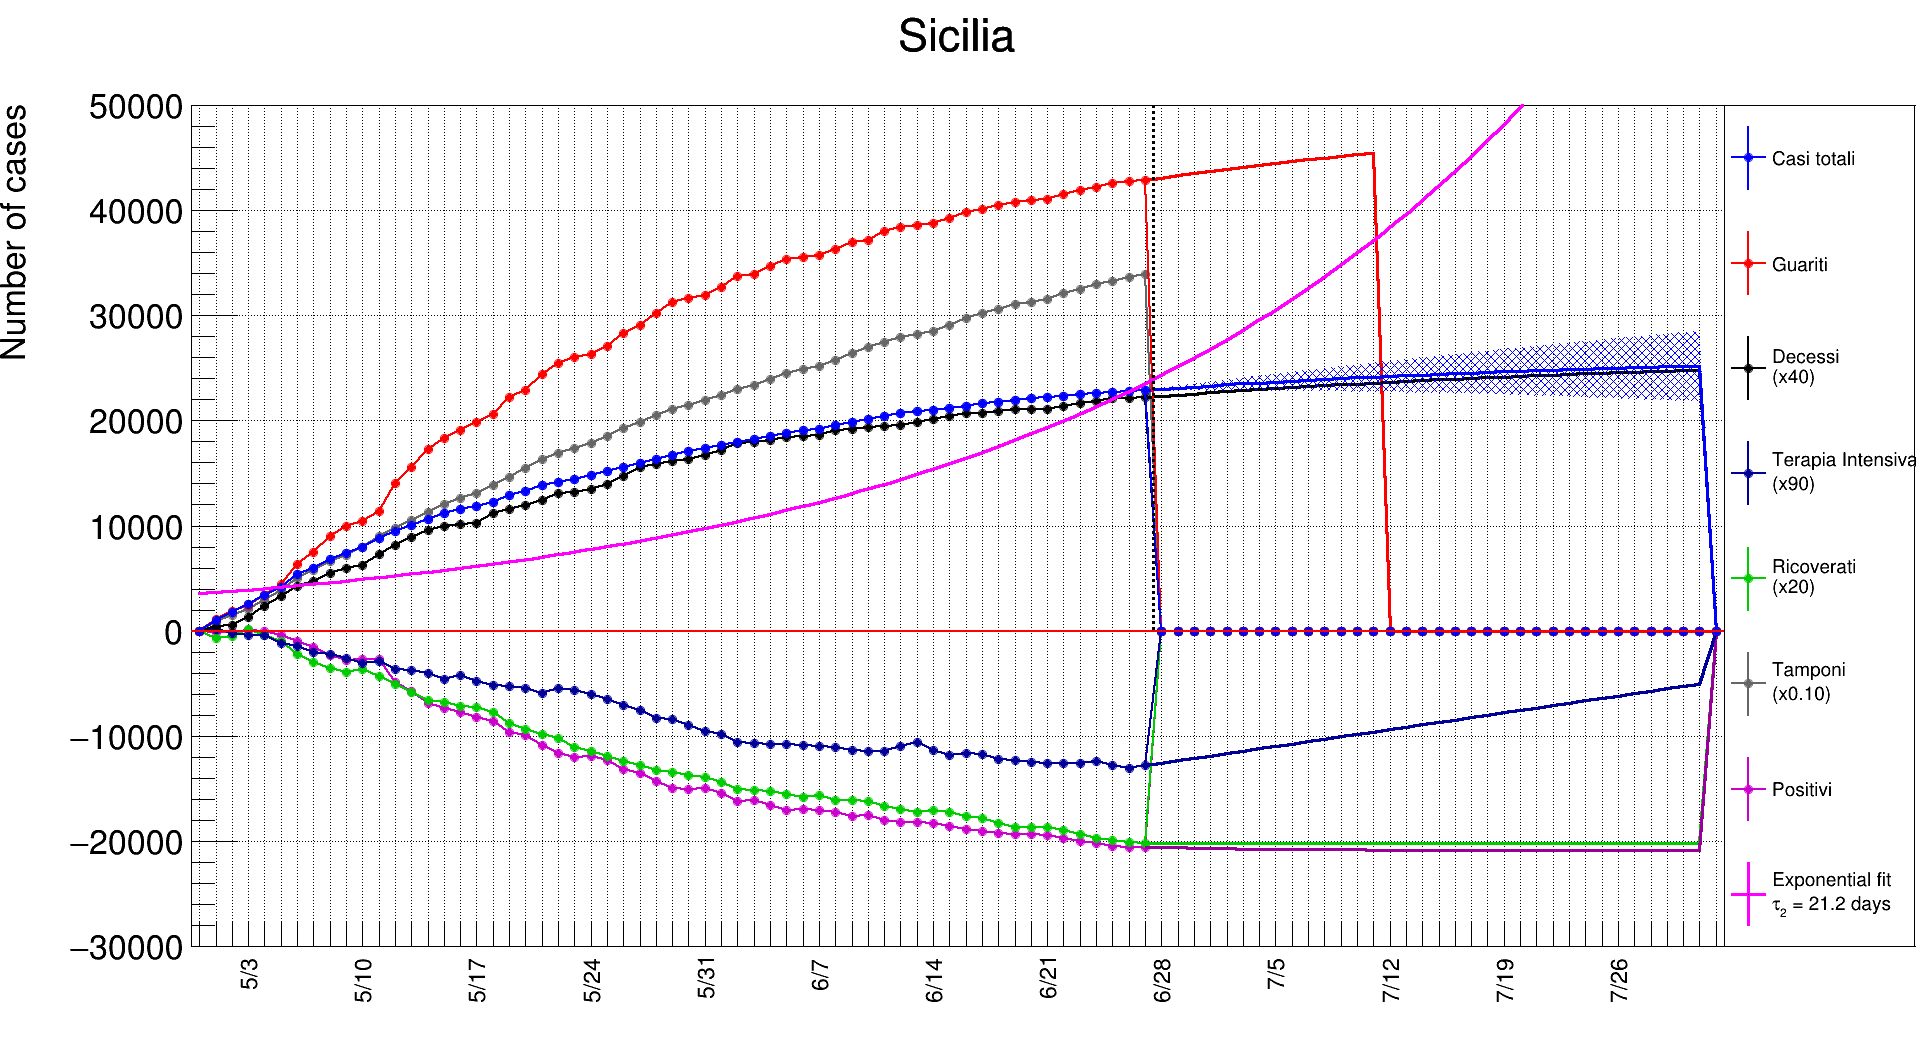 Sicilia
Number of cases
50000
40000
30000
20000
10000
0
−10000
−20000
−30000
5/3
5/10
5/17
5/24
5/31
6/7
6/14
6/21
6/28
7/5
7/12
7/19
7/26
Casi totali
Guariti
Decessi
(x40)
Terapia Intensiva
(x90)
Ricoverati
(x20)
Tamponi
(x0.10)
Positivi
Exponential fit
τ2 = 21.2 days